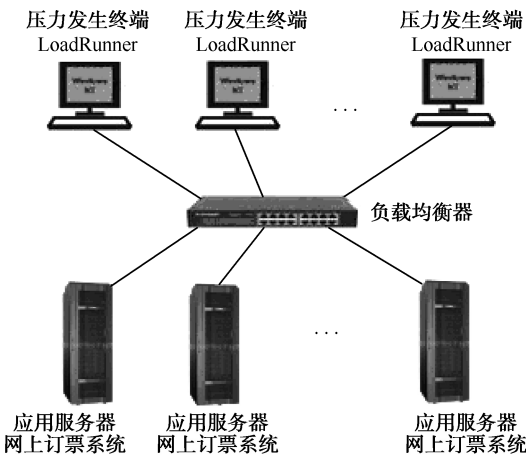 压力发生终端 压力发生终端 压力发生终端
LoadRunner LoadRunner LoadRunner
...
负载均衡器
...
应用服务器 应用服务器 应用服务器
网上订票系统 网上订票系统 网上订票系统